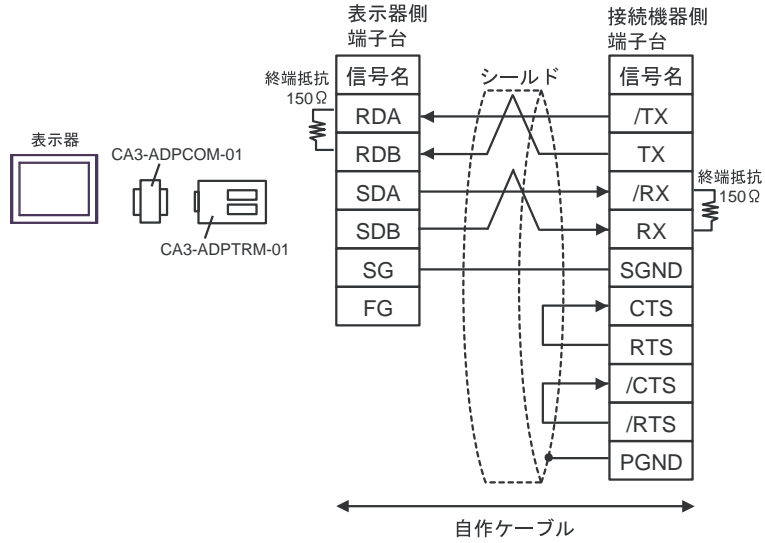 表示器側
端子台
接続機器側
端子台
信号名
シールド
信号名
終端抵抗
150Ω
RDA
/TX
表示器
CA3-ADPCOM-01
RDB
TX
SDA
/RX
終端抵抗
150Ω
CA3-ADPTRM-01
SDB
RX
SG
SGND
FG
CTS
RTS
/CTS
/RTS
PGND
自作ケーブル